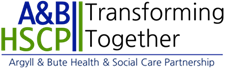 A&B Transforming
HSCP Together
Argyll & Bute Health & Social Care Partnership